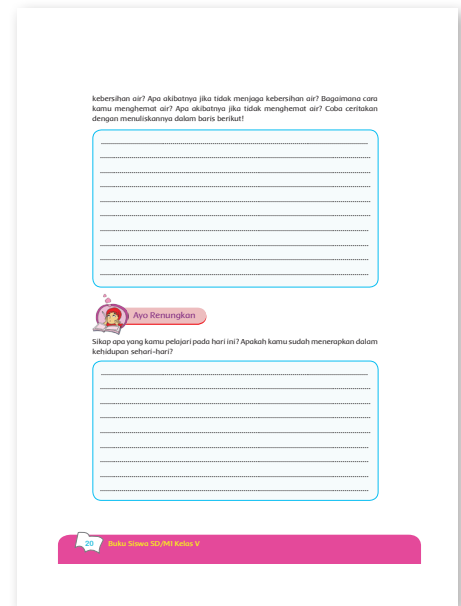 kebersihan air? Apa akibatnya jika tidak menjaga kebersihan air? Bagaimana cara
kamu menghemat air? Apa akibatnya jika tidak menghemat air? Coba ceritakan
dengan menuliskannya dalam baris berikut!
Ayo Renungkan
Sikap apa yang kamu pelajari pada hari ini? Apakah kamu sudah menerapkan dalam
kehidupan sehari-hari?
20 Buku Siswa SD/MI Kelas V